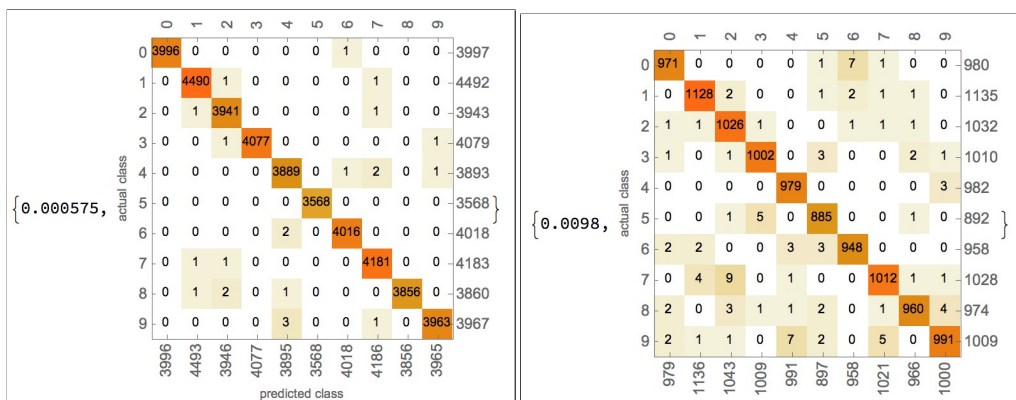 0 1 2 3 4 5 6 7 8 9
0 3996 0 0 0 0 0 1 0 0 0 3997
1 0 4490 1 0 0 0 0 1 0 0 4492
2 0 1 3941 0 0 0 0 1 0 0 3943
3 0 0 1 4077 0 0 0 0 0 1 4079
4 0 0 0 0 3889 0 1 2 0 1 3893
5 0 0 0 0 0 3568 0 0 0 0 3568
6 0 0 0 0 2 0 4016 0 0 0 4018
7 0 1 1 0 0 0 0 4181 0 0 4183
8 0 1 2 0 1 0 0 0 3856 0 3860
9 0 0 0 0 3 0 0 1 0 3963 3967
3996 4493 3946 4077 3895 3568 4018 4186 3856 3965
predicted class
actual class
{0.000575, }
0 1 2 3 4 5 6 7 8 9
0 971 0 0 0 0 1 7 1 0 0 980
1 0 1128 2 0 0 1 2 1 1 0 1135
2 1 1 1026 1 0 0 1 1 1 0 1032
3 1 0 1 1002 0 3 0 0 2 1 1010
4 0 0 0 0 979 0 0 0 0 3 982
5 0 0 1 5 0 885 0 0 1 0 892
6 2 2 0 0 3 3 948 0 0 0 958
7 0 4 9 0 1 0 0 1012 1 1 1028
8 2 0 3 1 1 2 0 1 960 4 974
9 2 1 1 0 7 2 0 5 0 991 1009
979 1136 1043 1009 991 897 958 1021 966 1000
actual class
{0.0098, }